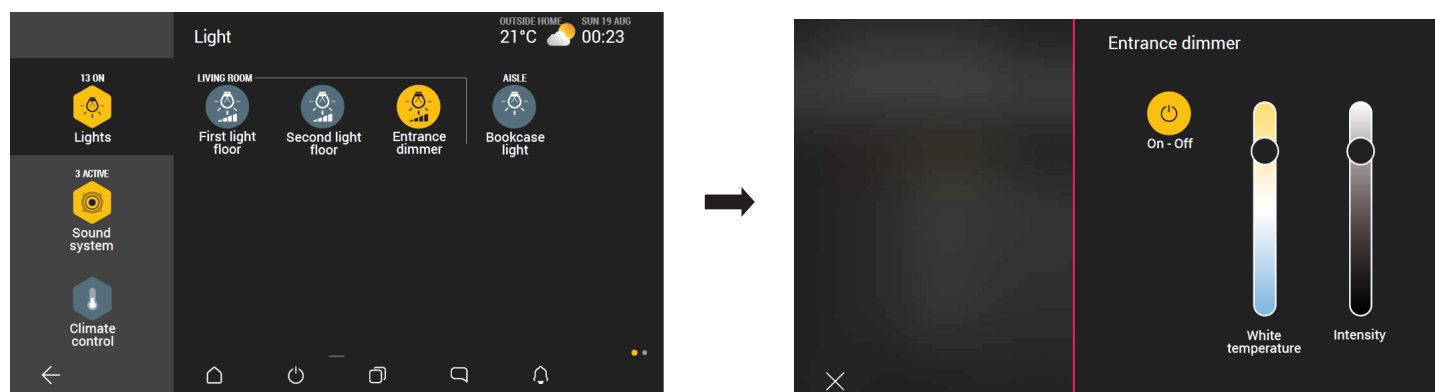 Light
OUTSIDE HOME
21°C
SUN 19 AUG
00:23
13 ON
Lights
3 ACTIVE
Sound
system
Climate
control
LIVING ROOM
First light
floor
Second light
floor
Entrance
dimmer
AISLE
Bookcase
light
Entrance dimmer
On - Off
White
temperature
Intensity